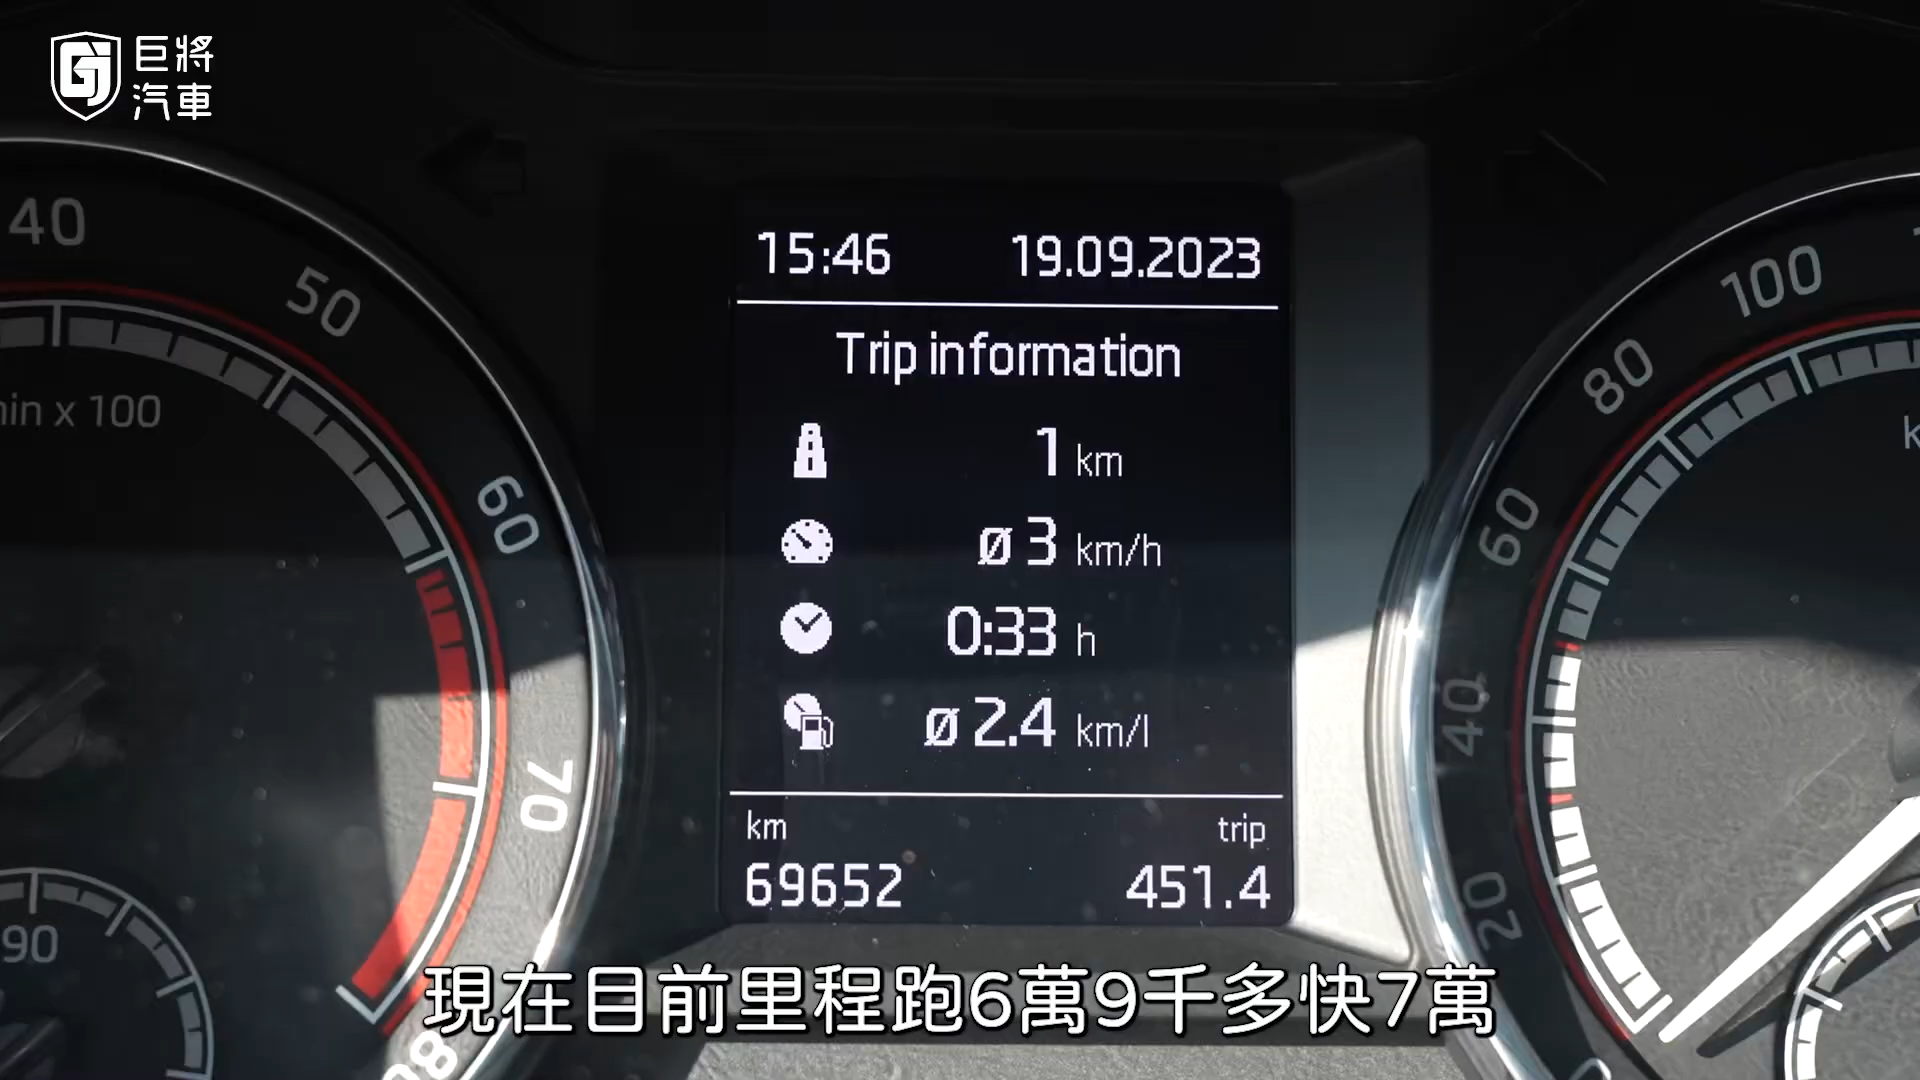 巨將
汽車
40
50
60
70
80
min x 100
90
15:46 19.09.2023
Trip information
1 km
ø 3 km/h
0:33 h
ø 2.4 km/l
km trip
69652 451.4
100
80
60
40
20
現在目前里程跑6萬9千多快7萬